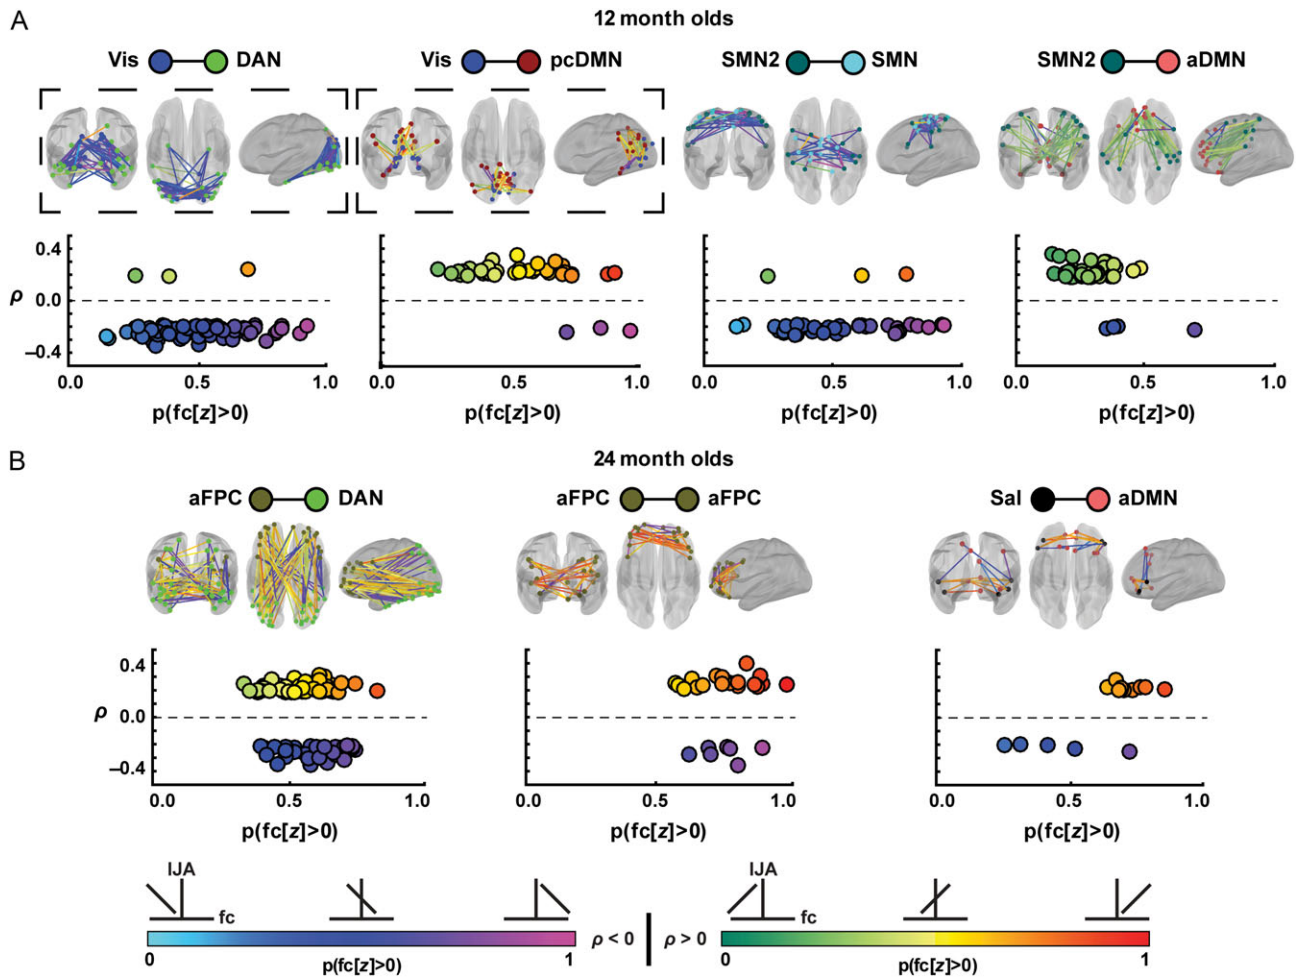 A
12 month olds
Vis DAN Vis pcDMN SMN2 SMN SMN2 aDMN
0.4
ρ 0.0
–0.4
0.0 0.5 1.0 0.0 0.5 1.0 0.0 0.5 1.0 0.0 0.5 1.0
p(fc[z]>0) p(fc[z]>0) p(fc[z]>0) p(fc[z]>0)
B
24 month olds
aFPC DAN aFPC aFPC Sal aDMN
0.4
ρ 0.0
–0.4
0.0 0.5 1.0 0.0 0.5 1.0 0.0 0.5 1.0
p(fc[z]>0) p(fc[z]>0) p(fc[z]>0)
IJA IJA
fc fc
ρ < 0 ρ > 0
0 p(fc[z]>0) 1 0 p(fc[z]>0) 1